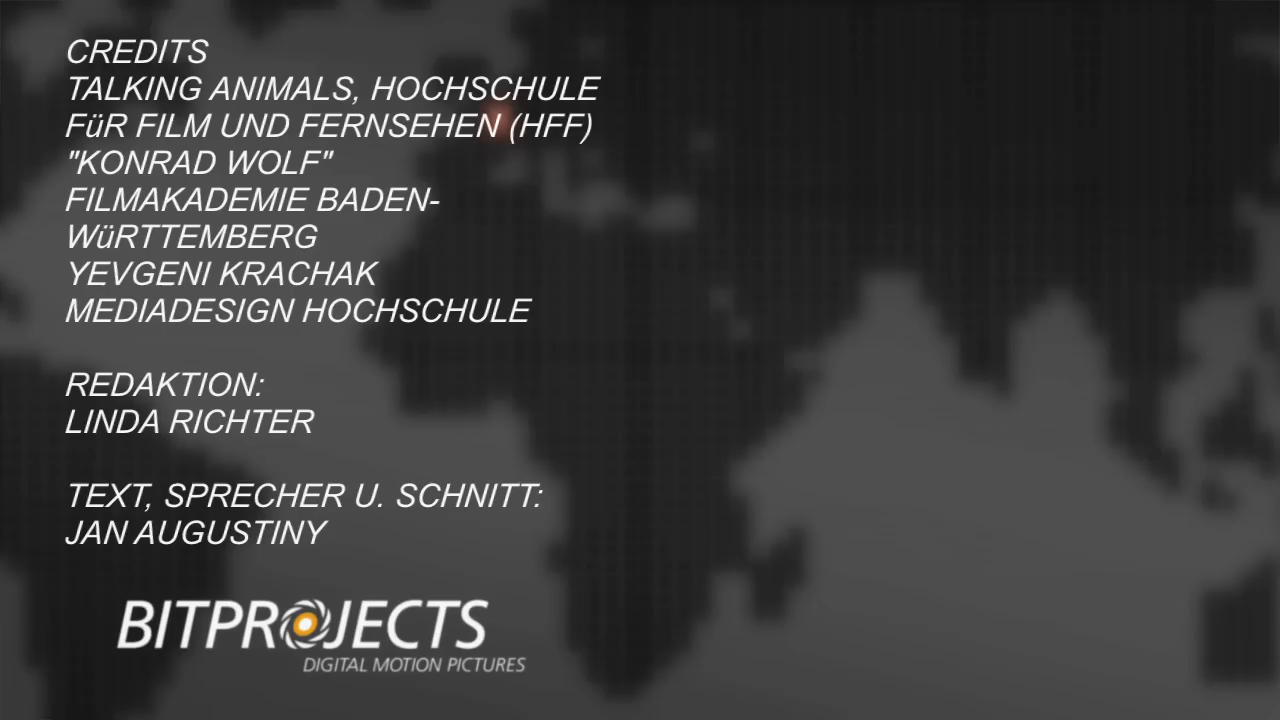 CREDITS
TALKING ANIMALS, HOCHSCHULE
FüR FILM UND FERNSEHEN (HFF)
"KONRAD WOLF"
FILMAKADEMIE BADEN-
WüRTTEMBERG
YEVGENI KRACHAK
MEDIADESIGN HOCHSCHULE
REDAKTION:
LINDA RICHTER
TEXT, SPRECHER U. SCHNITT:
JAN AUGUSTINY
BITPROJECTS
DIGITAL MOTION PICTURES